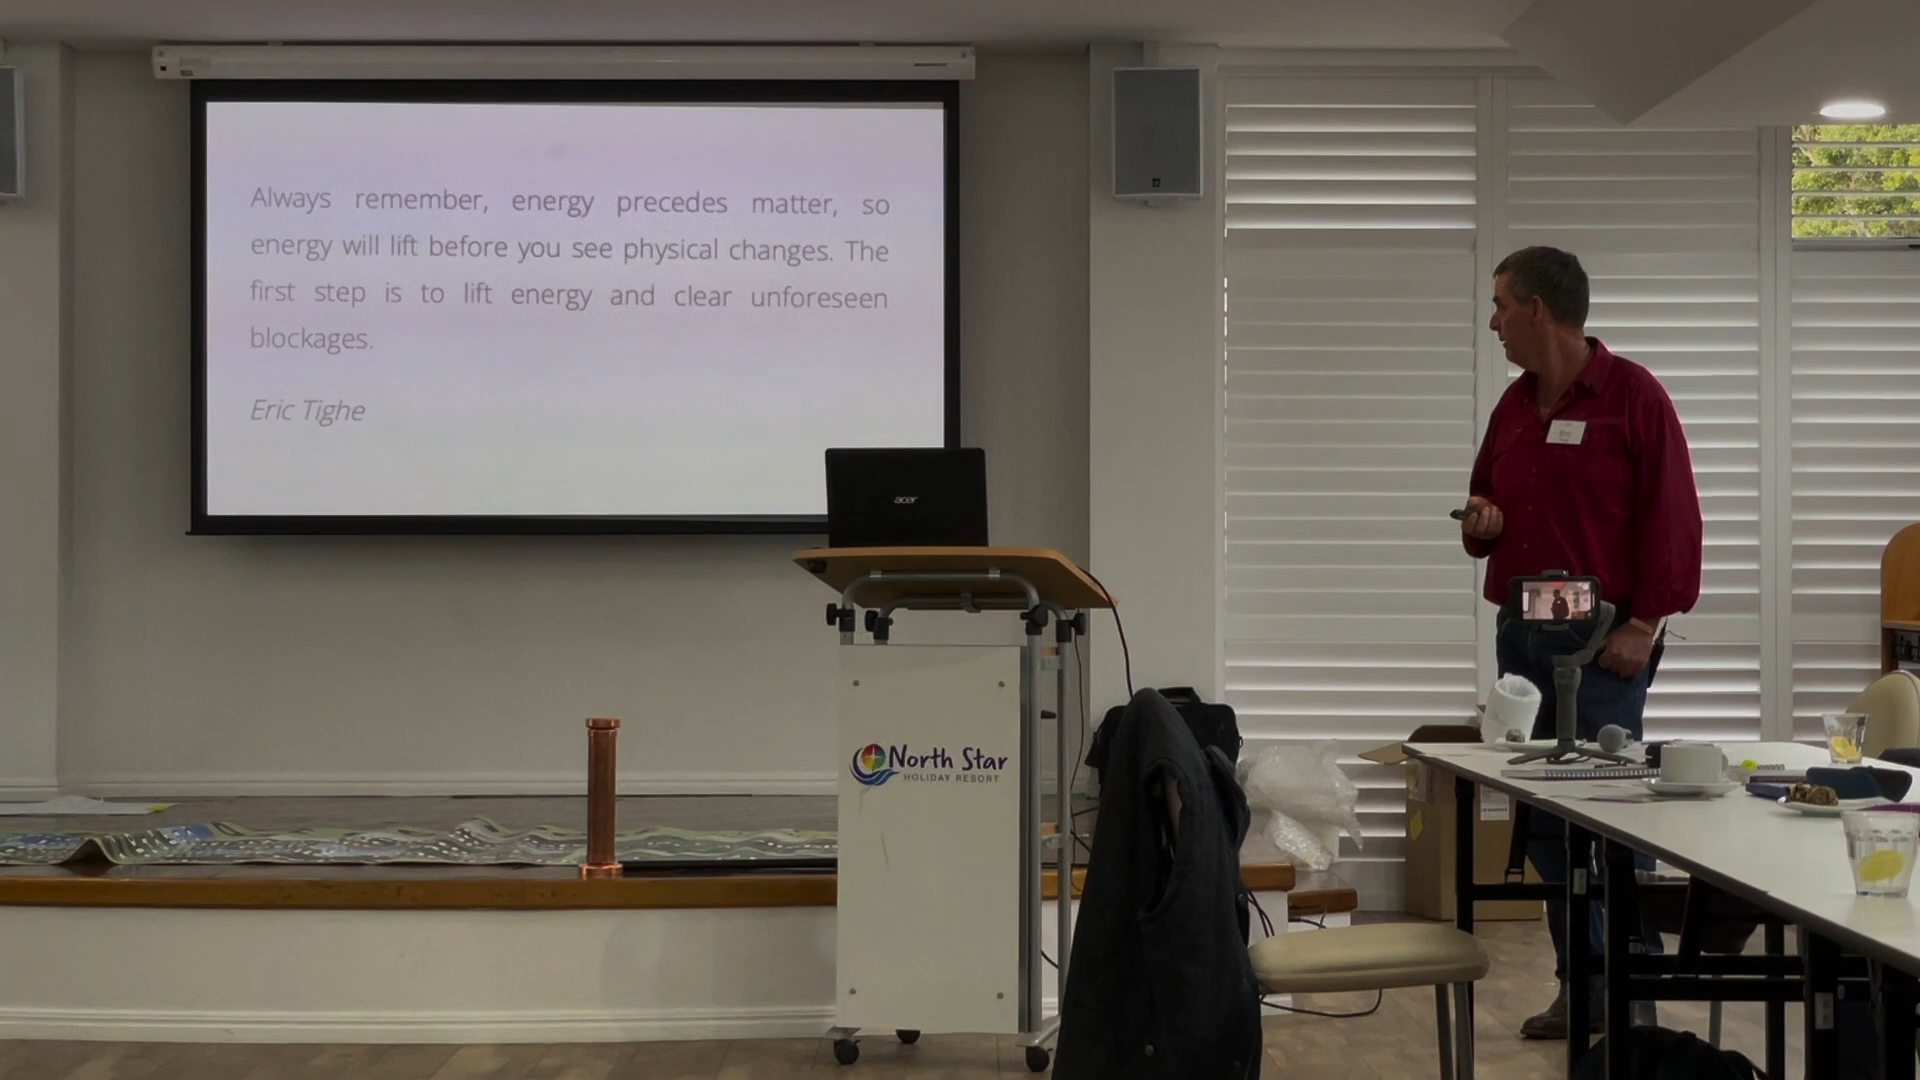 Always remember, energy precedes matter, so
energy will lift before you see physical changes. The
first step is to lift energy and clear unforeseen
blockages.
Eric Tighe
acer
North Star
HOLIDAY RESORT